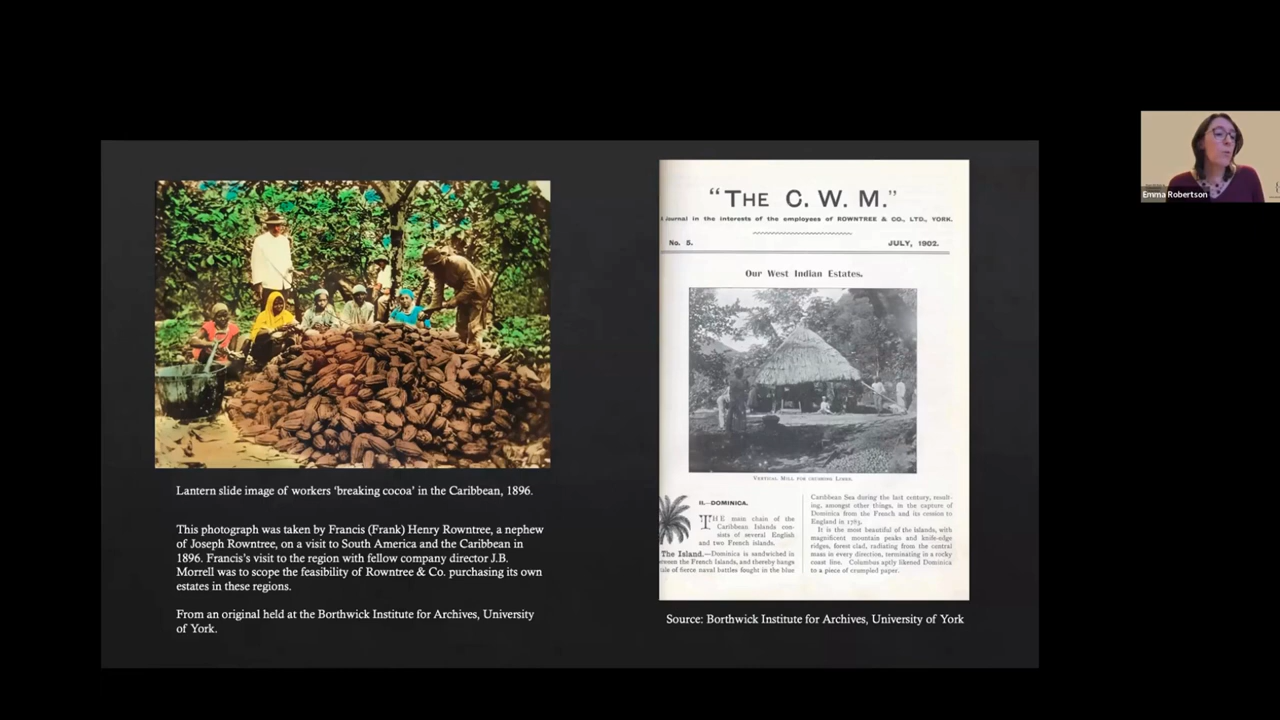 Lantern slide image of workers ‘breaking cocoa’ in the Caribbean, 1896.
This photograph was taken by Francis (Frank) Henry Rowntree, a nephew
of Joseph Rowntree, on a visit to South America and the Caribbean in
1896. Francis’s visit to the region with fellow company director J.B.
Morrell was to scope the feasibility of Rowntree & Co. purchasing its own
estates in these regions.
From an original held at the Borthwick Institute for Archives, University
of York.
“THE C. W. M.”
Journal in the interests of the employees of ROWNTREE & CO., LTD., YORK.
No. 5. JULY, 1902.
Our West Indian Estates.
VERTICAL MILL FOR CRUSHING LIMES.
II.—DOMINICA.
THE main chain of the
Caribbean Islands con-
sists of several English
and two French islands.
The Island.—Dominica is sandwiched in
the French Islands, and thereby hangs
of fierce naval battles fought in the blue
Caribbean Sea during the last century, result-
ing, amongst other things, in the capture of
Dominica from the French and its cession to
England in 1783.
It is the most beautiful of the islands, with
magnificent mountain peaks and knife-edge
ridges, forest clad, radiating from the central
mass in every direction, terminating in a rocky
coast line. Columbus aptly likened Dominica
to a piece of crumpled paper.
Source: Borthwick Institute for Archives, University of York
Emma Robertson